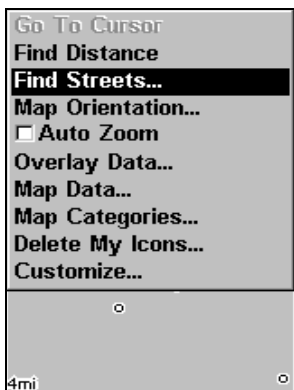 Go To Cursor
Find Distance
Find Streets...
Map Orientation...
Auto Zoom
Overlay Data...
Map Data...
Map Categories...
Delete My Icons...
Customize...
4mi